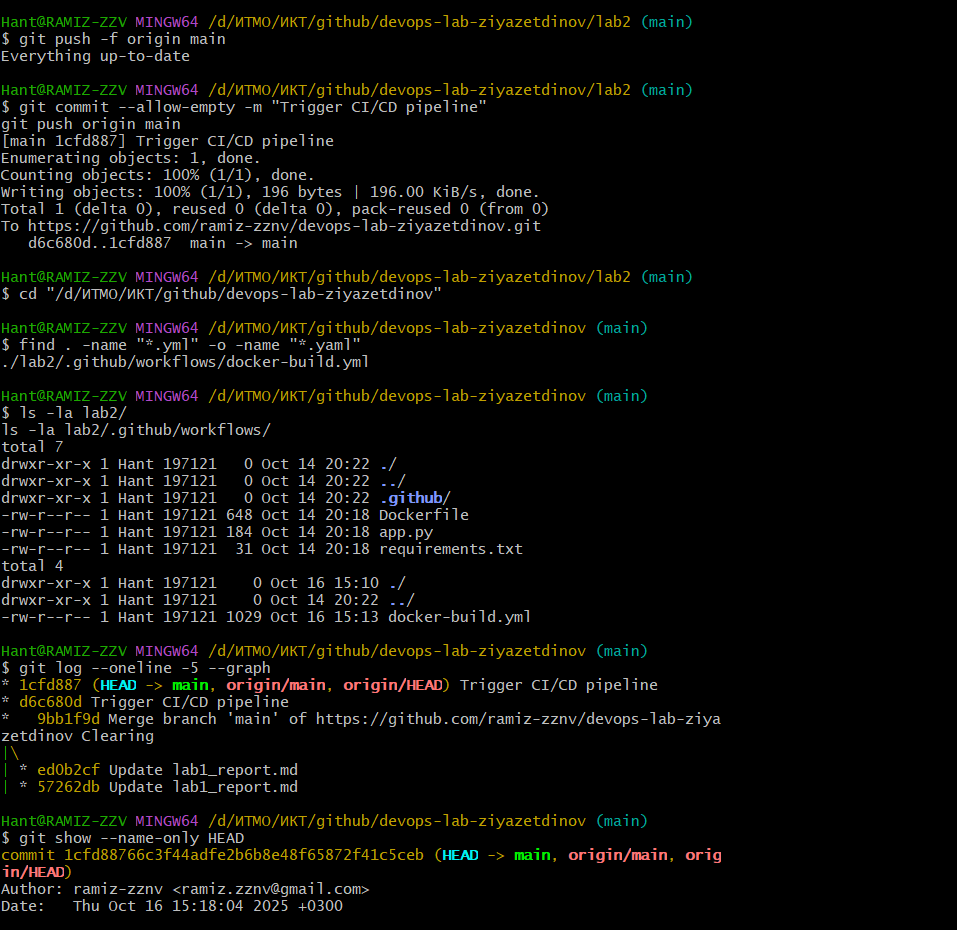 Hant@RAMIZ-ZZV MINGW64 /d/ИТМО/ИКТ/github/devops-lab-ziyazetdinov/lab2 (main)
$ git push -f origin main
Everything up-to-date
Hant@RAMIZ-ZZV MINGW64 /d/ИТМО/ИКТ/github/devops-lab-ziyazetdinov/lab2 (main)
$ git commit --allow-empty -m "Trigger CI/CD pipeline"
git push origin main
[main 1cfd887] Trigger CI/CD pipeline
Enumerating objects: 1, done.
Counting objects: 100% (1/1), done.
Writing objects: 100% (1/1), 196 bytes | 196.00 KiB/s, done.
Total 1 (delta 0), reused 0 (delta 0), pack-reused 0 (from 0)
To https://github.com/ramiz-zznv/devops-lab-ziyazetdinov.git
   d6c680d..1cfd887  main -> main
Hant@RAMIZ-ZZV MINGW64 /d/ИТМО/ИКТ/github/devops-lab-ziyazetdinov/lab2 (main)
$ cd "/d/ИТМО/ИКТ/github/devops-lab-ziyazetdinov"
Hant@RAMIZ-ZZV MINGW64 /d/ИТМО/ИКТ/github/devops-lab-ziyazetdinov (main)
$ find . -name "*.yml" -o -name "*.yaml"
./lab2/.github/workflows/docker-build.yml
Hant@RAMIZ-ZZV MINGW64 /d/ИТМО/ИКТ/github/devops-lab-ziyazetdinov (main)
$ ls -la lab2/
ls -la lab2/.github/workflows/
total 7
drwxr-xr-x 1 Hant 197121   0 Oct 14 20:22 ./
drwxr-xr-x 1 Hant 197121   0 Oct 14 20:22 ../
drwxr-xr-x 1 Hant 197121   0 Oct 14 20:22 .github/
-rw-r--r-- 1 Hant 197121 648 Oct 14 20:18 Dockerfile
-rw-r--r-- 1 Hant 197121 184 Oct 14 20:18 app.py
-rw-r--r-- 1 Hant 197121  31 Oct 14 20:18 requirements.txt
total 4
drwxr-xr-x 1 Hant 197121    0 Oct 16 15:10 ./
drwxr-xr-x 1 Hant 197121    0 Oct 14 20:22 ../
-rw-r--r-- 1 Hant 197121 1029 Oct 16 15:13 docker-build.yml
Hant@RAMIZ-ZZV MINGW64 /d/ИТМО/ИКТ/github/devops-lab-ziyazetdinov (main)
$ git log --oneline -5 --graph
* 1cfd887 (HEAD -> main, origin/main, origin/HEAD) Trigger CI/CD pipeline
* d6c680d Trigger CI/CD pipeline
*   9bb1f9d Merge branch 'main' of https://github.com/ramiz-zznv/devops-lab-ziya
zetdinov Clearing
|\
| * ed0b2cf Update lab1_report.md
| * 57262db Update lab1_report.md
Hant@RAMIZ-ZZV MINGW64 /d/ИТМО/ИКТ/github/devops-lab-ziyazetdinov (main)
$ git show --name-only HEAD
commit 1cfd88766c3f44adfe2b6b8e48f65872f41c5ceb (HEAD -> main, origin/main, orig
in/HEAD)
Author: ramiz-zznv <ramiz.zznv@gmail.com>
Date:   Thu Oct 16 15:18:04 2025 +0300